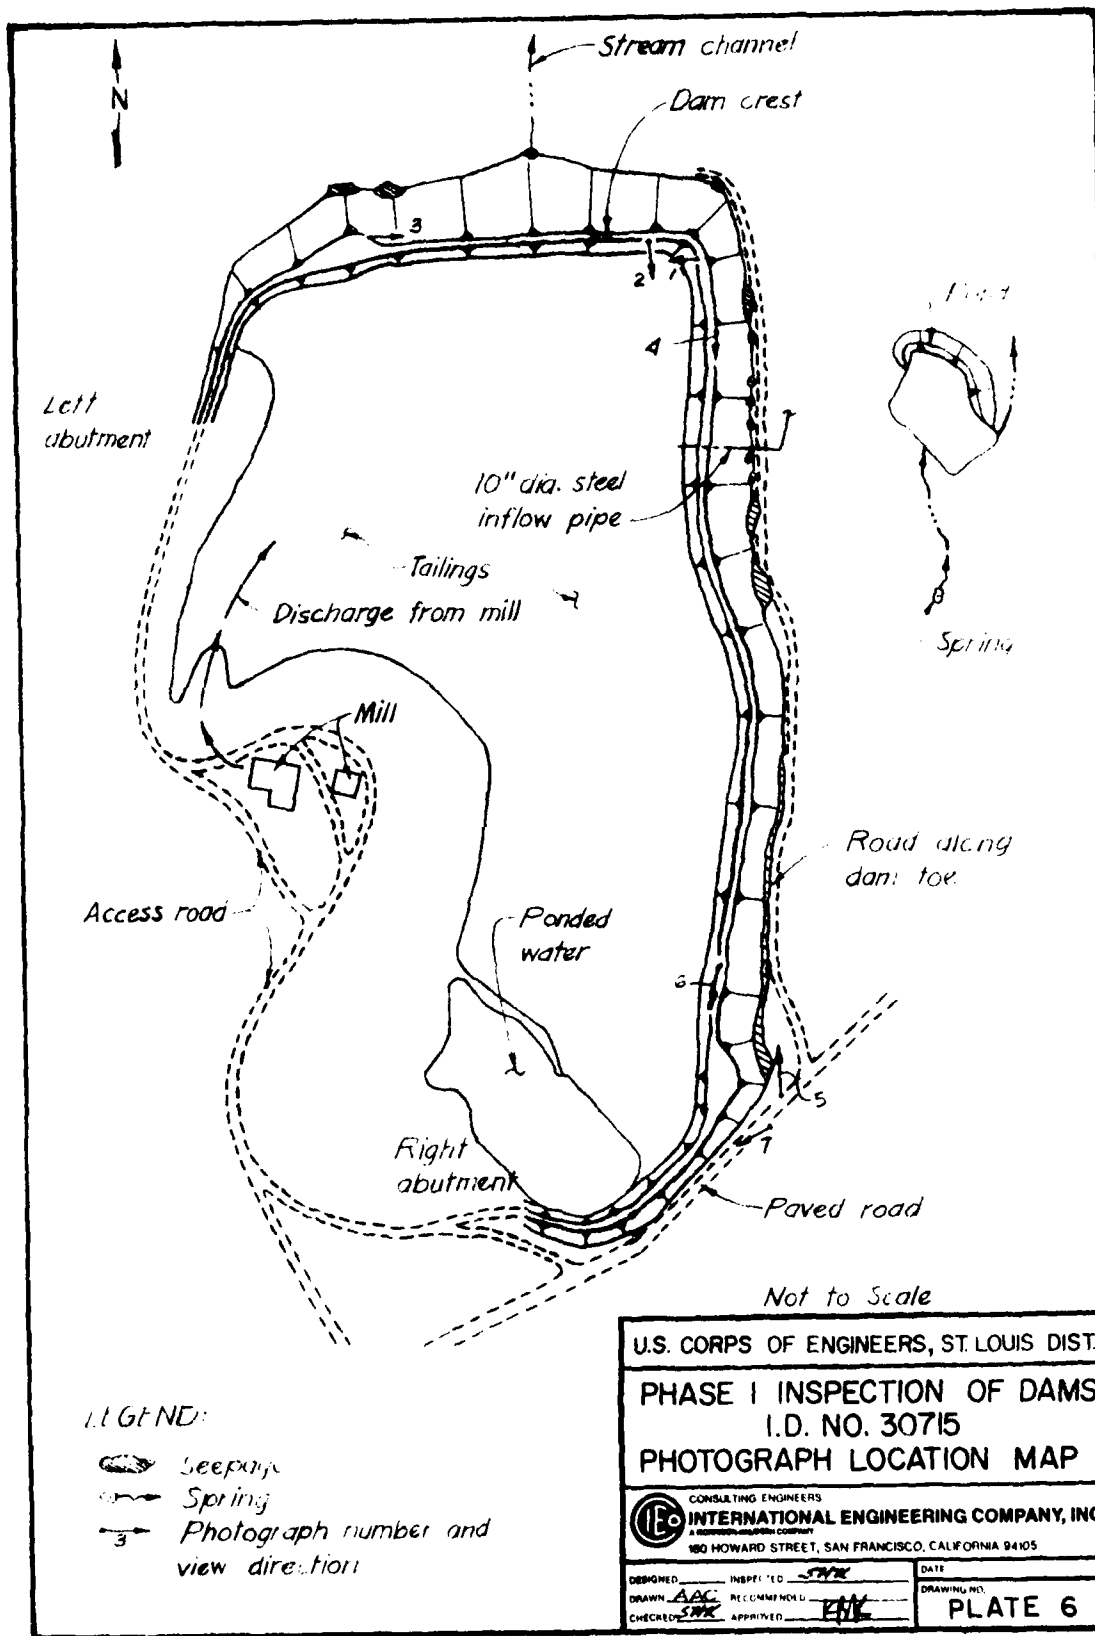 Stream channel
N
Dam crest
3
2
1
4
Left
abutment
10" dia. steel
inflow pipe
Tailings
Discharge from mill
Spring
Mill
Road along
dam toe
Access road
Ponded
water
6
5
7
Right
abutment
Paved road
Not to Scale
U.S. CORPS OF ENGINEERS, ST. LOUIS DIST.
PHASE I INSPECTION OF DAMS
I.D. NO. 30715
PHOTOGRAPH LOCATION MAP
IECO
CONSULTING ENGINEERS
INTERNATIONAL ENGINEERING COMPANY, INC
180 HOWARD STREET, SAN FRANCISCO, CALIFORNIA 94105
DESIGNED INSPECTED
DRAWN AAC RECOMMENDED
CHECKED APPROVED
DATE
DRAWING NO.
PLATE 6
LEGEND:
Seepage
Spring
3
Photograph number and
view direction